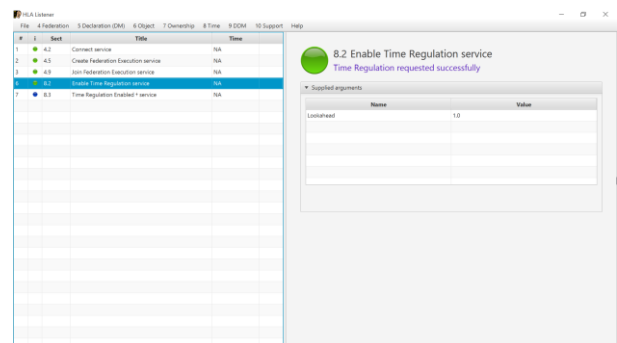 HLA Listener
File 4 Federation 5 Declaration (DM) 6 Object 7 Ownership 8 Time 9 DDM 10 Support Help
# i Sect Title Time
1 4.2 Connect service NA
2 4.5 Create Federation Execution service NA
3 4.9 Join Federation Execution service NA
6 8.2 Enable Time Regulation service NA
7 8.3 Time Regulation Enabled † service NA
8.2 Enable Time Regulation service
Time Regulation requested successfully
Supplied arguments
Name Value
Lookahead 1.0